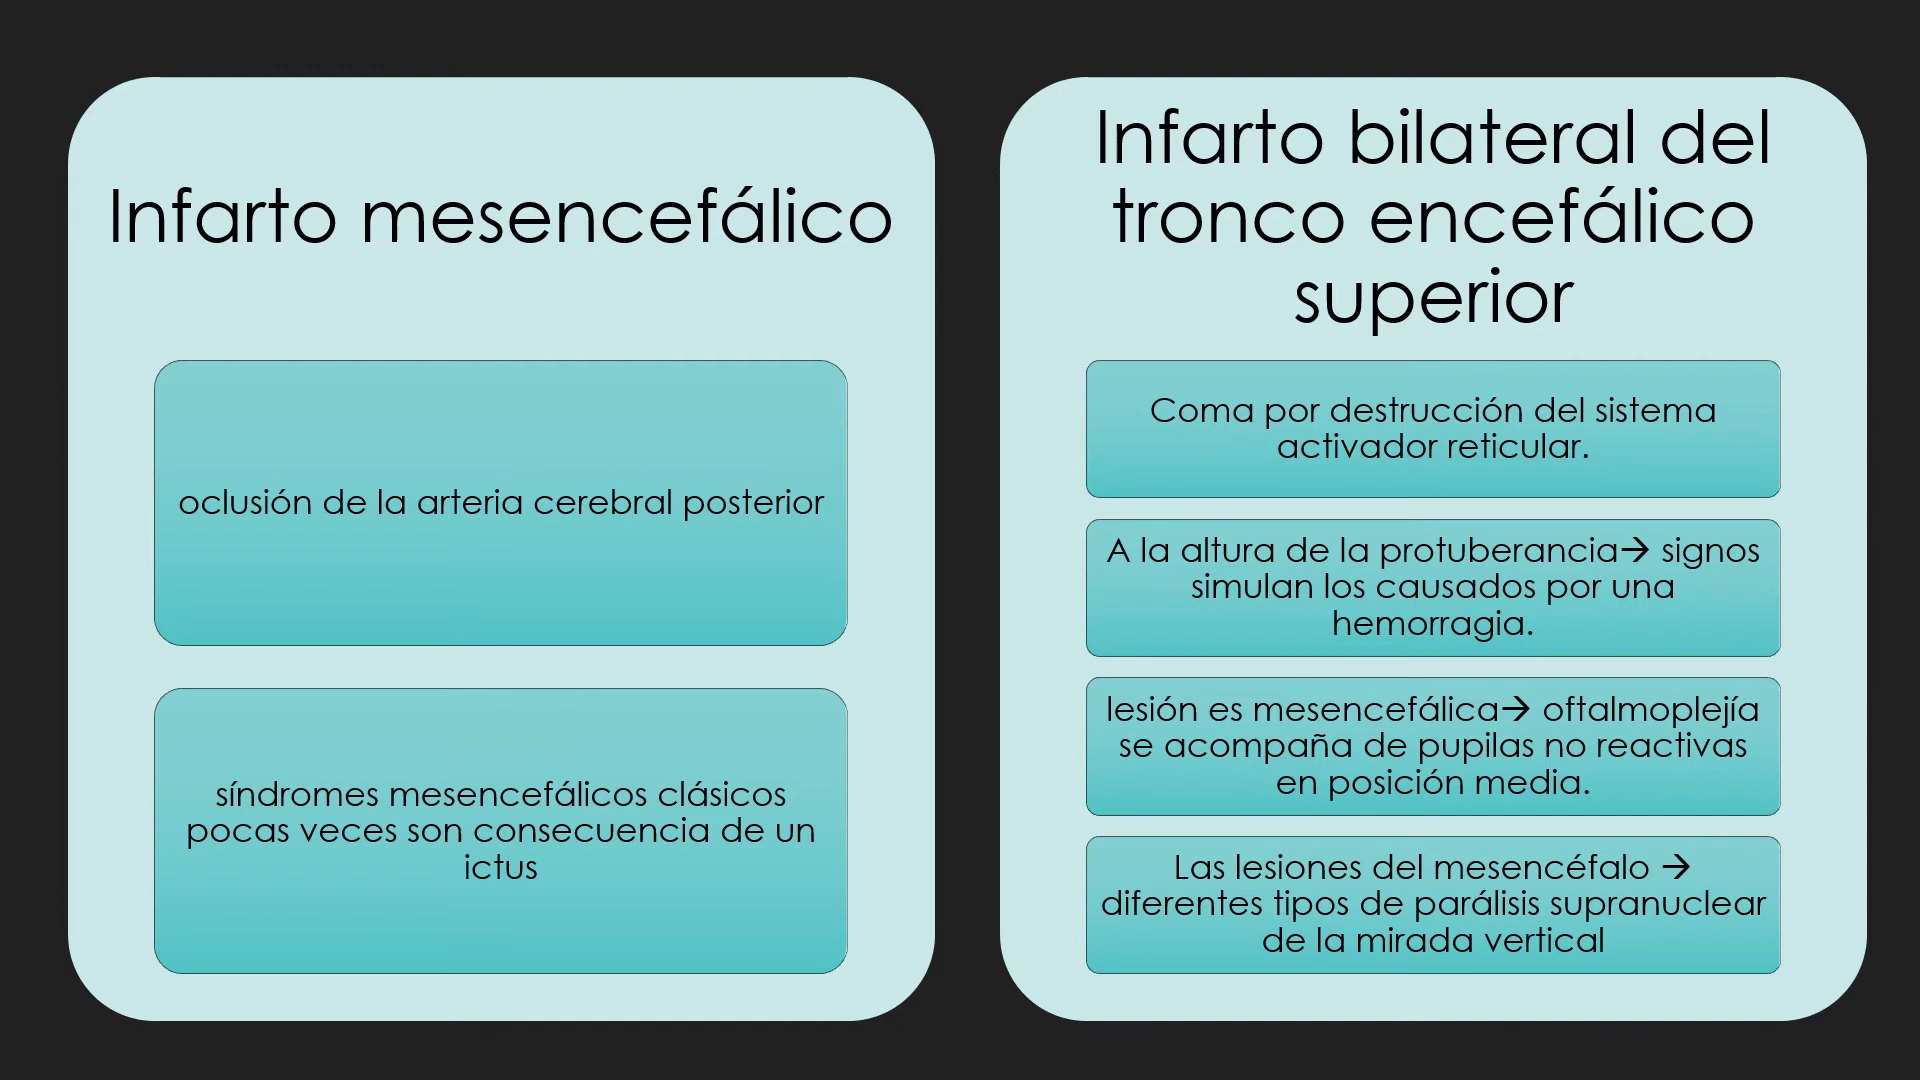 Infarto mesencefálico
oclusión de la arteria cerebral posterior
síndromes mesencefálicos clásicos
pocas veces son consecuencia de un
ictus
Infarto bilateral del
tronco encefálico
superior
Coma por destrucción del sistema
activador reticular.
A la altura de la protuberancia→ signos
simulan los causados por una
hemorragia.
lesión es mesencefálica→ oftalmoplejía
se acompaña de pupilas no reactivas
en posición media.
Las lesiones del mesencéfalo →
diferentes tipos de parálisis supranuclear
de la mirada vertical